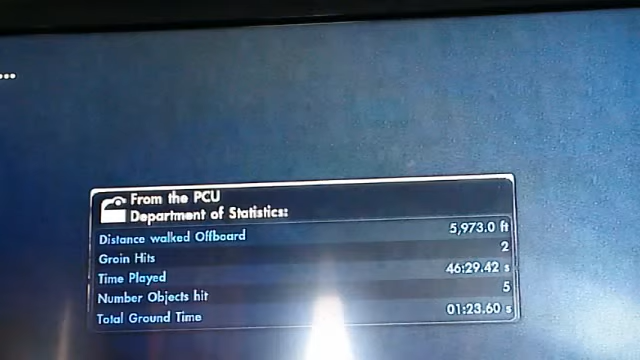 ...
From the PCU
Department of Statistics:
Distance walked Offboard 5,973.0 ft
Groin Hits 2
Time Played 46:29.42 s
Number Objects hit 5
Total Ground Time 01:23.60 s